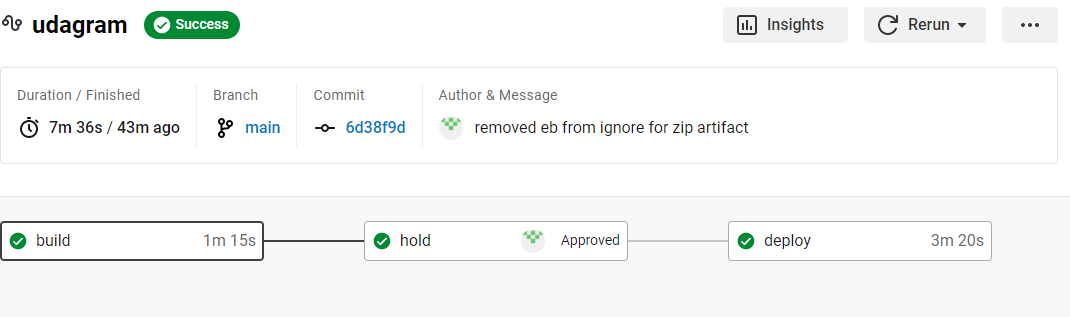 udagram Success Insights Rerun ...
Duration / Finished Branch Commit Author & Message
7m 36s / 43m ago main 6d38f9d removed eb from ignore for zip artifact
build 1m 15s hold Approved deploy 3m 20s